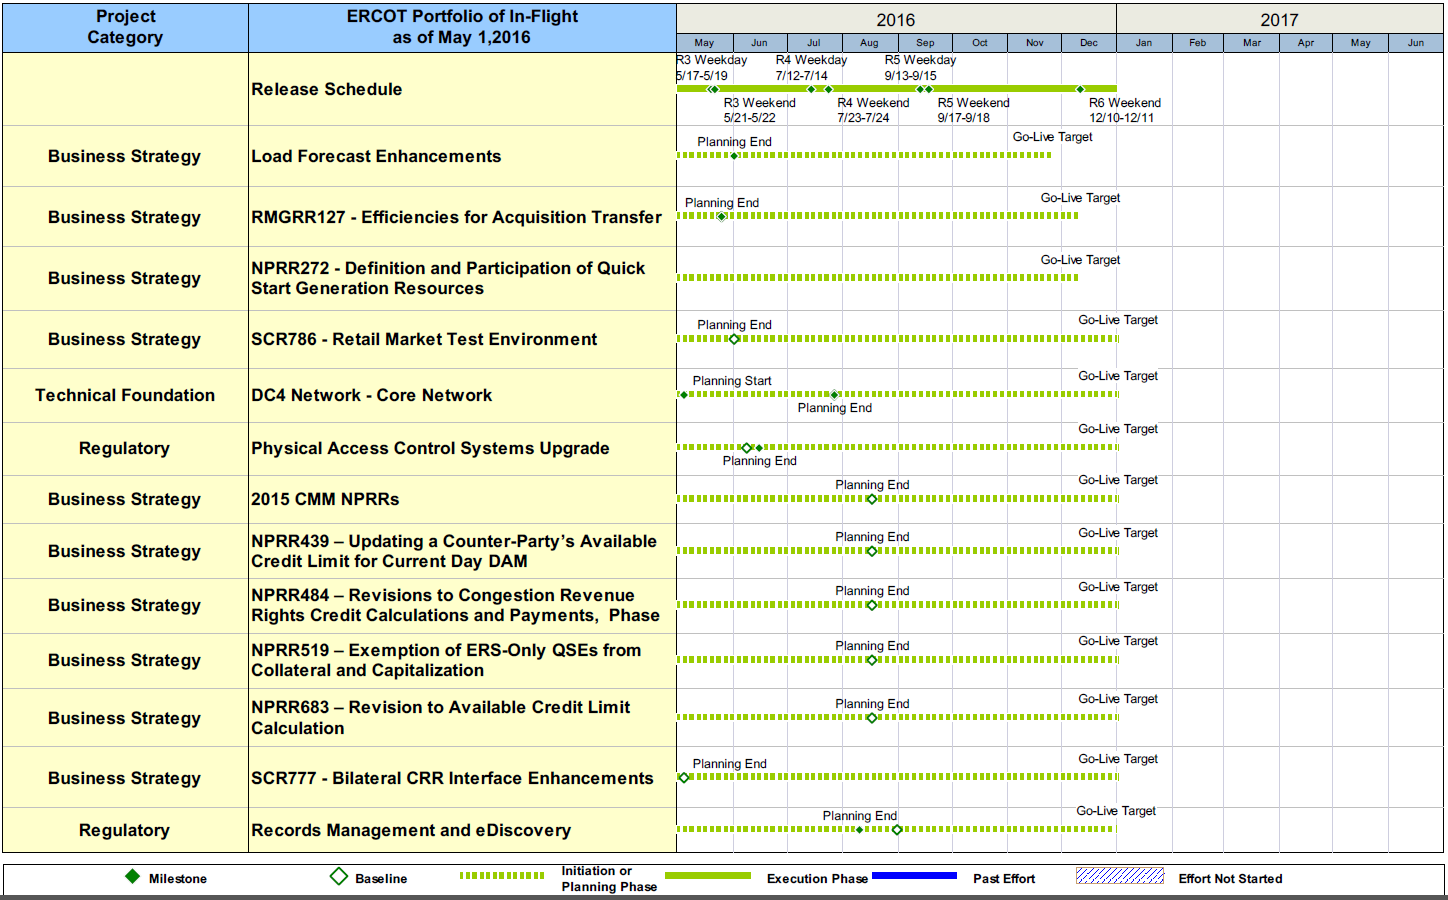 Project
Category
ERCOT Portfolio of In-Flight
as of May 1,2016
2016
2017
May Jun Jul Aug Sep Oct Nov Dec Jan Feb Mar Apr May Jun
Release Schedule
R3 Weekday
5/17-5/19
R4 Weekday
7/12-7/14
R5 Weekday
9/13-9/15
R3 Weekend
5/21-5/22
R4 Weekend
7/23-7/24
R5 Weekend
9/17-9/18
R6 Weekend
12/10-12/11
Business Strategy
Load Forecast Enhancements
Planning End
Go-Live Target
Business Strategy
RMGRR127 - Efficiencies for Acquisition Transfer
Planning End
Go-Live Target
Business Strategy
NPRR272 - Definition and Participation of Quick
Start Generation Resources
Go-Live Target
Business Strategy
SCR786 - Retail Market Test Environment
Planning End
Go-Live Target
Technical Foundation
DC4 Network - Core Network
Planning Start
Planning End
Go-Live Target
Regulatory
Physical Access Control Systems Upgrade
Planning End
Go-Live Target
Business Strategy
2015 CMM NPRRs
Planning End
Go-Live Target
Business Strategy
NPRR439 – Updating a Counter-Party’s Available
Credit Limit for Current Day DAM
Planning End
Go-Live Target
Business Strategy
NPRR484 – Revisions to Congestion Revenue
Rights Credit Calculations and Payments, Phase
Planning End
Go-Live Target
Business Strategy
NPRR519 – Exemption of ERS-Only QSEs from
Collateral and Capitalization
Planning End
Go-Live Target
Business Strategy
NPRR683 – Revision to Available Credit Limit
Calculation
Planning End
Go-Live Target
Business Strategy
SCR777 - Bilateral CRR Interface Enhancements
Planning End
Go-Live Target
Regulatory
Records Management and eDiscovery
Planning End
Go-Live Target
Milestone
Baseline
Initiation or
Planning Phase
Execution Phase
Past Effort
Effort Not Started